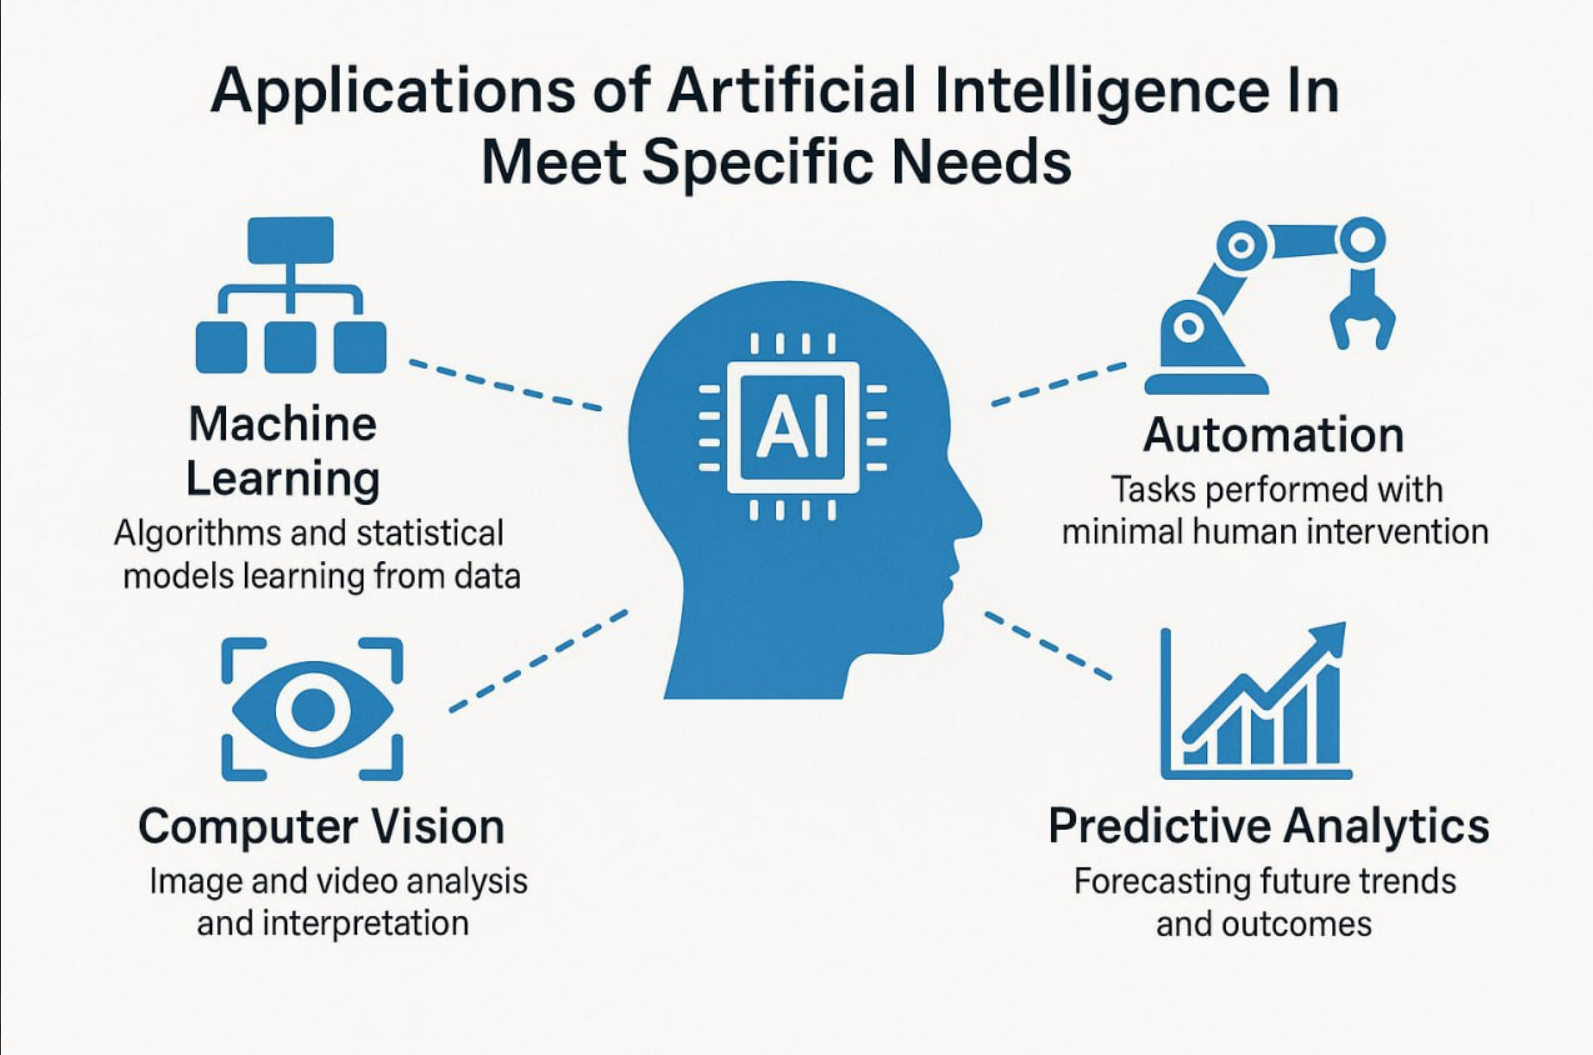 Applications of Artificial Intelligence In
Meet Specific Needs
Machine
Learning
Algorithms and statistical
models learning from data
AI
Automation
Tasks performed with
minimal human intervention
Computer Vision
Image and video analysis
and interpretation
Predictive Analytics
Forecasting future trends
and outcomes